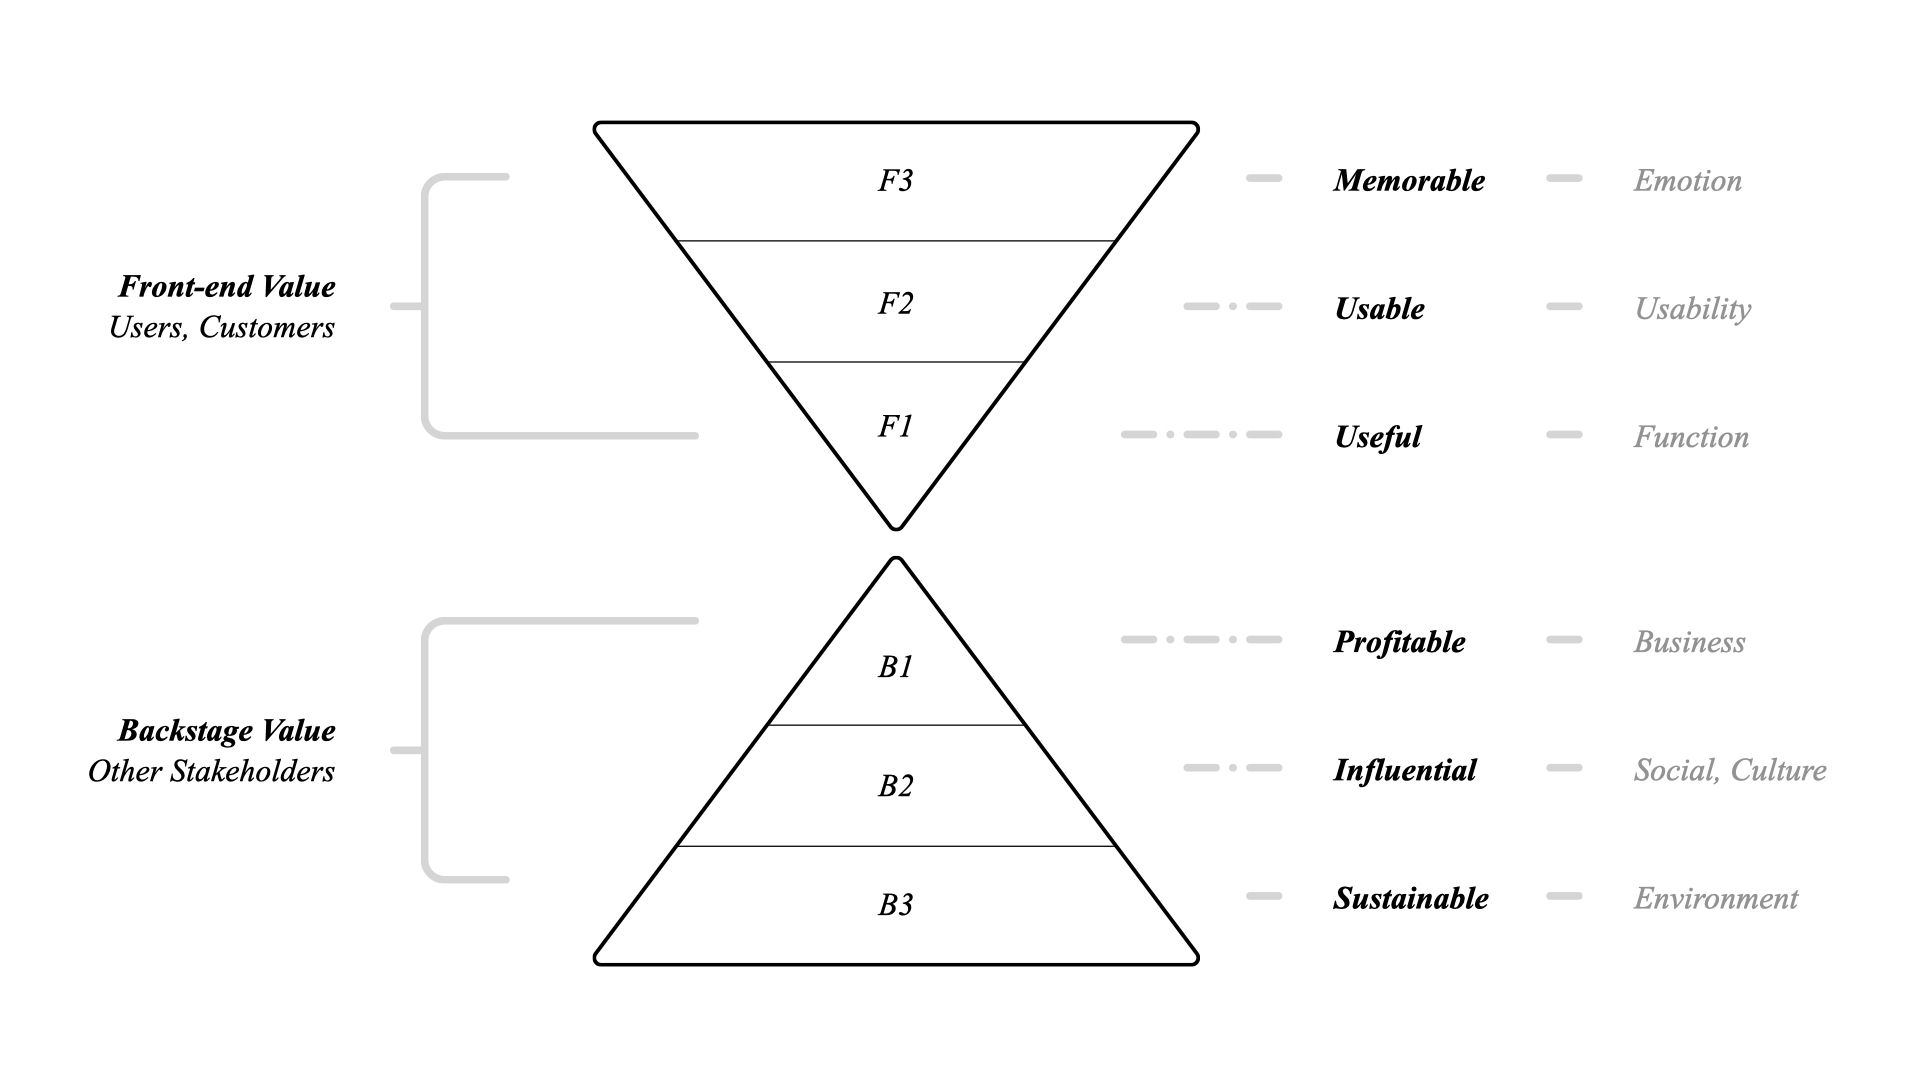 F3
Memorable
Emotion
Front-end Value
Users, Customers
F2
Usable
Usability
F1
Useful
Function
B1
Profitable
Business
Backstage Value
Other Stakeholders
B2
Influential
Social, Culture
B3
Sustainable
Environment